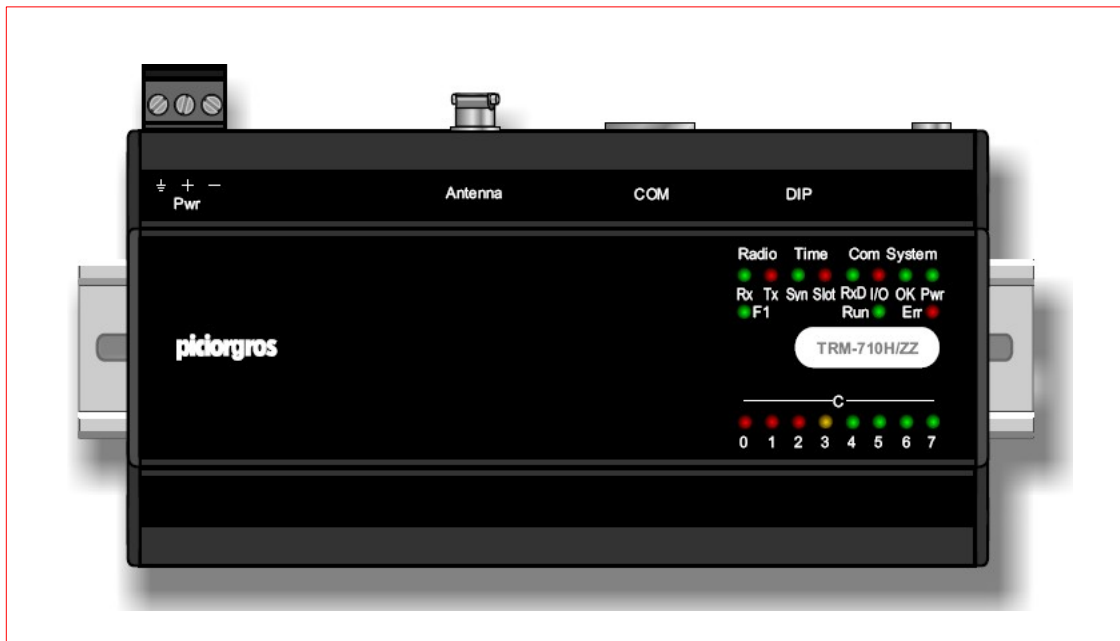 ⏚ + −
Pwr
Antenna
COM
DIP
Radio Time Com System
Rx Tx Syn Slot RxD I/O OK Pwr
F1 Run Err
piciorgros
TRM-710H/ZZ
C
0 1 2 3 4 5 6 7